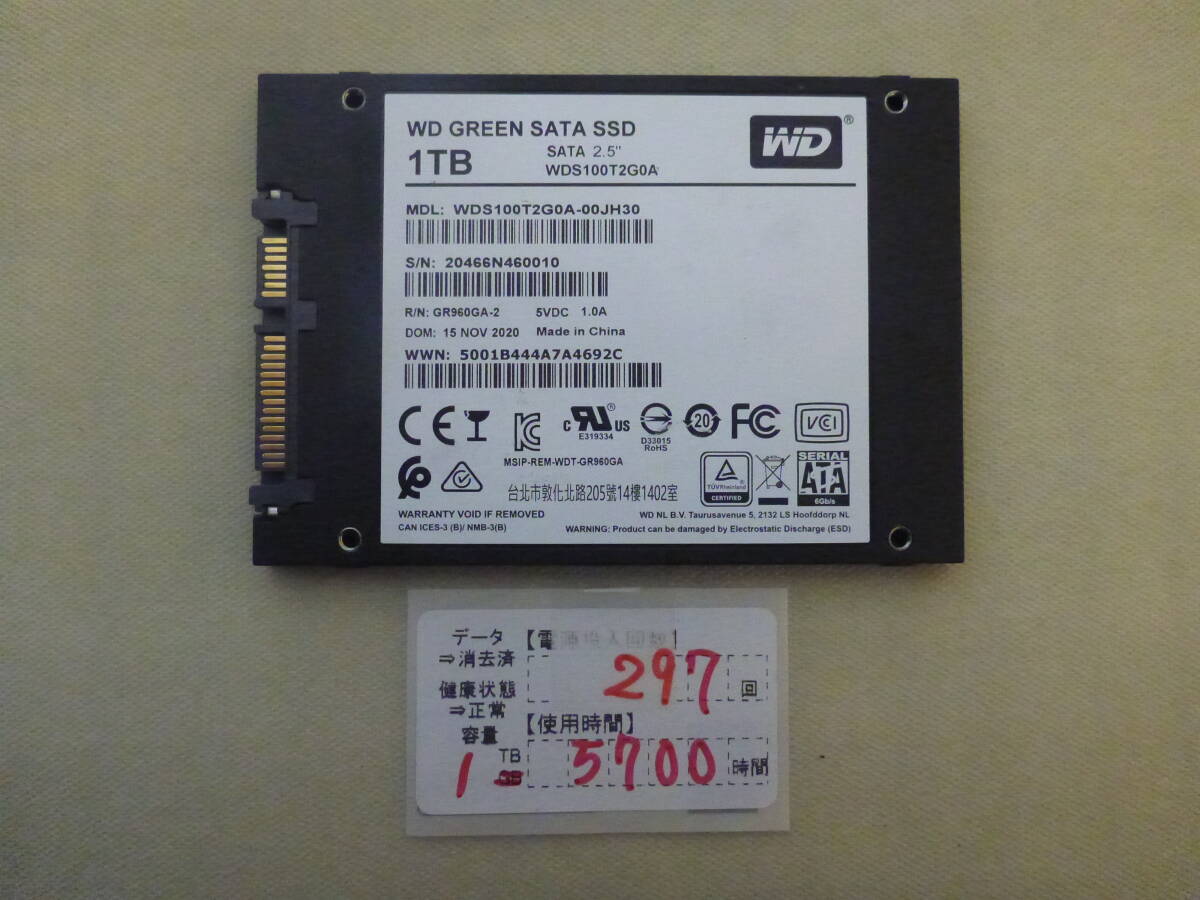 WD GREEN SATA SSD
1TB
SATA 2.5"
WDS100T2G0A
WD®
MDL: WDS100T2G0A-00JH30
S/N: 20466N460010
R/N: GR960GA-2 5VDC 1.0A
DOM: 15 NOV 2020 Made in China
WWN: 5001B444A7A4692C
CE
C RU® US
E319334
D33015
RoHS
20
FC
VCI
MSIP-REM-WDT-GR960GA
台北市敦化北路205號14樓1402室
TÜVRheinland
CERTIFIED
SERIAL
ATA
6Gb/s
WARRANTY VOID IF REMOVED
WD NL B.V. Taurusavenue 5, 2132 LS Hoofddorp NL
CAN ICES-3 (B)/ NMB-3(B)
WARNING: Product can be damaged by Electrostatic Discharge (ESD)
データ
⇒消去済
健康状態
⇒正常
容量
1 TB
GB
【電源投入回数】
297 回
【使用時間】
5700 時間